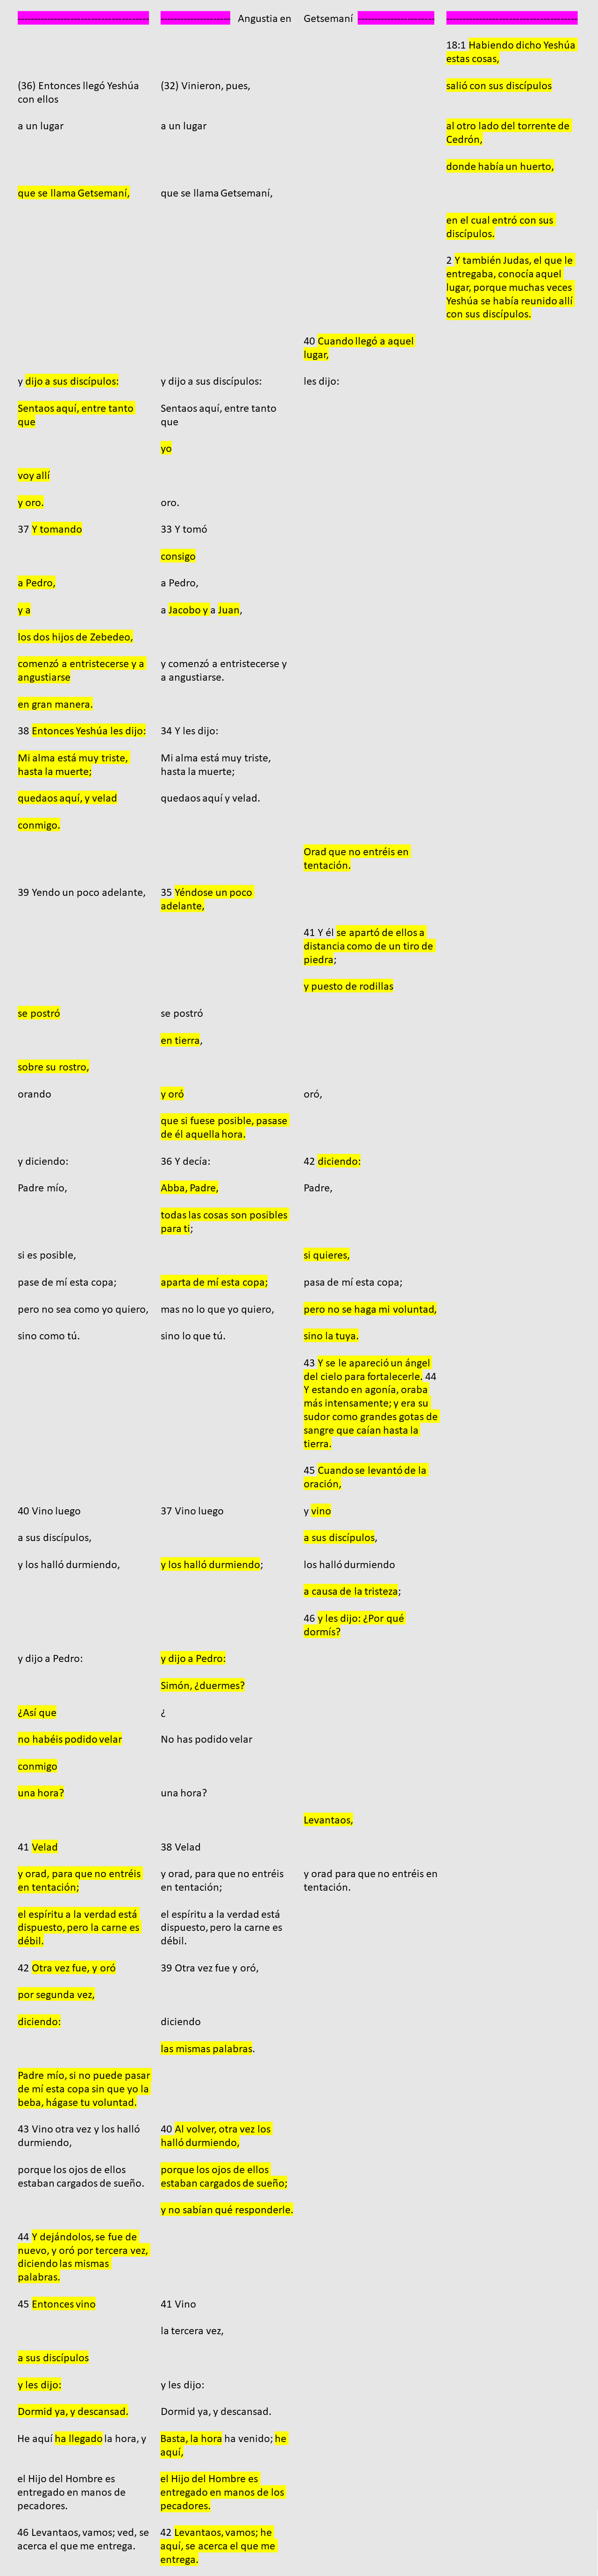 Angustia en Getsemaní
18:1 Habiendo dicho Yeshúa
estas cosas,
(36) Entonces llegó Yeshúa
con ellos
(32) Vinieron, pues,
salió con sus discípulos
a un lugar
a un lugar
al otro lado del torrente de
Cedrón,
donde había un huerto,
que se llama Getsemaní,
que se llama Getsemaní,
en el cual entró con sus
discípulos.
2 Y también Judas, el que le
entregaba, conocía aquel
lugar, porque muchas veces
Yeshúa se había reunido allí
con sus discípulos.
40 Cuando llegó a aquel
lugar,
y dijo a sus discípulos:
y dijo a sus discípulos:
les dijo:
Sentaos aquí, entre tanto
que
Sentaos aquí, entre tanto
que
yo
voy allí
y oro.
oro.
37 Y tomando
33 Y tomó
consigo
a Pedro,
a Pedro,
y a
a Jacobo y a Juan,
los dos hijos de Zebedeo,
comenzó a entristecerse y a
angustiarse
y comenzó a entristecerse y
a angustiarse.
en gran manera.
38 Entonces Yeshúa les dijo:
34 Y les dijo:
Mi alma está muy triste,
hasta la muerte;
Mi alma está muy triste,
hasta la muerte;
quedaos aquí, y velad
quedaos aquí y velad.
conmigo.
Orad que no entréis en
tentación.
39 Yendo un poco adelante,
35 Yéndose un poco
adelante,
41 Y él se apartó de ellos a
distancia como de un tiro de
piedra;
y puesto de rodillas
se postró
se postró
en tierra,
sobre su rostro,
orando
y oró
oró,
que si fuese posible, pasase
de él aquella hora.
y diciendo:
36 Y decía:
42 diciendo:
Padre mío,
Abba, Padre,
Padre,
todas las cosas son posibles
para ti;
si es posible,
si quieres,
pase de mí esta copa;
aparta de mí esta copa;
pasa de mí esta copa;
pero no sea como yo quiero,
mas no lo que yo quiero,
pero no se haga mi voluntad,
sino como tú.
sino lo que tú.
sino la tuya.
43 Y se le apareció un ángel
del cielo para fortalecerle. 44
Y estando en agonía, oraba
más intensamente; y era su
sudor como grandes gotas de
sangre que caían hasta la
tierra.
45 Cuando se levantó de la
oración,
40 Vino luego
37 Vino luego
y vino
a sus discípulos,
a sus discípulos,
y los halló durmiendo,
y los halló durmiendo;
los halló durmiendo
a causa de la tristeza;
46 y les dijo: ¿Por qué
dormís?
y dijo a Pedro:
y dijo a Pedro:
Simón, ¿duermes?
¿Así que
¿
no habéis podido velar
No has podido velar
conmigo
una hora?
una hora?
Levantaos,
41 Velad
38 Velad
y orad, para que no entréis
en tentación;
y orad, para que no entréis
en tentación;
y orad para que no entréis en
tentación.
el espíritu a la verdad está
dispuesto, pero la carne es
débil.
el espíritu a la verdad está
dispuesto, pero la carne es
débil.
42 Otra vez fue, y oró
39 Otra vez fue y oró,
por segunda vez,
diciendo:
diciendo
las mismas palabras.
Padre mío, si no puede pasar
de mí esta copa sin que yo la
beba, hágase tu voluntad.
43 Vino otra vez y los halló
durmiendo,
40 Al volver, otra vez los
halló durmiendo,
porque los ojos de ellos
estaban cargados de sueño.
porque los ojos de ellos
estaban cargados de sueño;
y no sabían qué responderle.
44 Y dejándolos, se fue de
nuevo, y oró por tercera vez,
diciendo las mismas
palabras.
45 Entonces vino
41 Vino
la tercera vez,
a sus discípulos
y les dijo:
y les dijo:
Dormid ya, y descansad.
Dormid ya, y descansad.
He aquí ha llegado la hora, y
Basta, la hora ha venido; he
aquí,
el Hijo del Hombre es
entregado en manos de
pecadores.
el Hijo del Hombre es
entregado en manos de los
pecadores.
46 Levantaos, vamos; ved, se
acerca el que me entrega.
42 Levantaos, vamos; he
aquí, se acerca el que me
entrega.